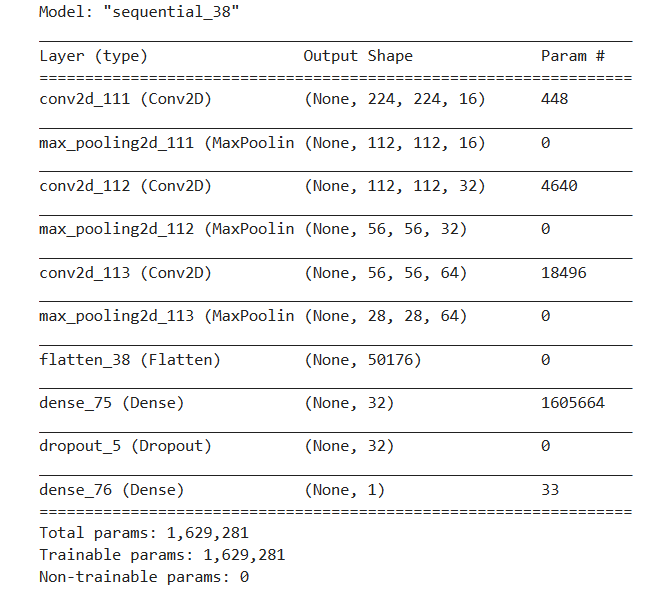 Model: "sequential_38"
Layer (type) Output Shape Param #
=================================================================
conv2d_111 (Conv2D) (None, 224, 224, 16) 448
max_pooling2d_111 (MaxPoolin (None, 112, 112, 16) 0
conv2d_112 (Conv2D) (None, 112, 112, 32) 4640
max_pooling2d_112 (MaxPoolin (None, 56, 56, 32) 0
conv2d_113 (Conv2D) (None, 56, 56, 64) 18496
max_pooling2d_113 (MaxPoolin (None, 28, 28, 64) 0
flatten_38 (Flatten) (None, 50176) 0
dense_75 (Dense) (None, 32) 1605664
dropout_5 (Dropout) (None, 32) 0
dense_76 (Dense) (None, 1) 33
=================================================================
Total params: 1,629,281
Trainable params: 1,629,281
Non-trainable params: 0